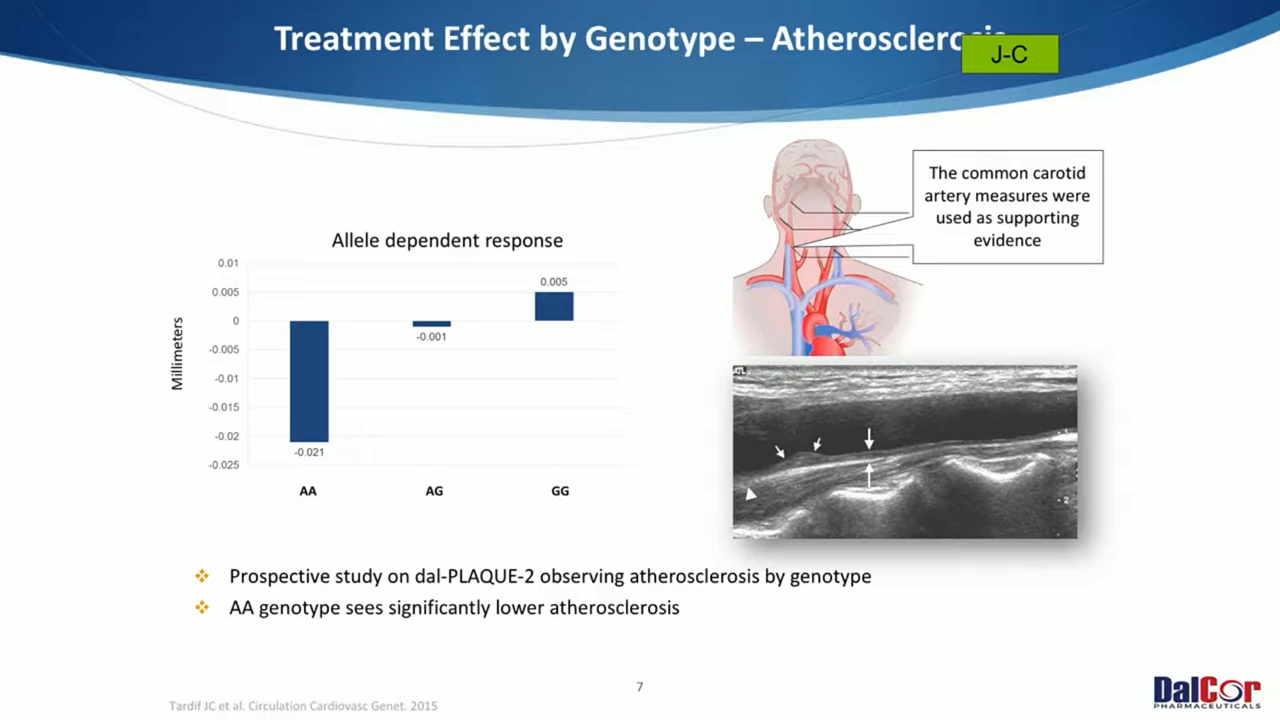 Treatment Effect by Genotype – Atherosclerosis
J-C
The common carotid
artery measures were
used as supporting
evidence
Allele dependent response
Millimeters
0.01
0.005
0
-0.005
-0.01
-0.015
-0.02
-0.025
-0.021
-0.001
0.005
AA
AG
GG
ATL
- 2
❖ Prospective study on dal-PLAQUE-2 observing atherosclerosis by genotype
❖ AA genotype sees significantly lower atherosclerosis
7
Tardif JC et al. Circulation Cardiovasc Genet. 2015
DalCor
PHARMACEUTICALS